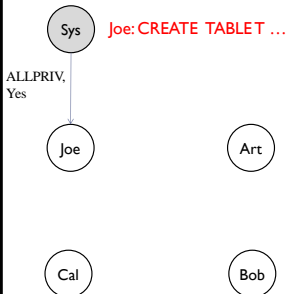 Sys
Joe: CREATE TABLE T …
ALLPRIV,
Yes
Joe
Art
Cal
Bob